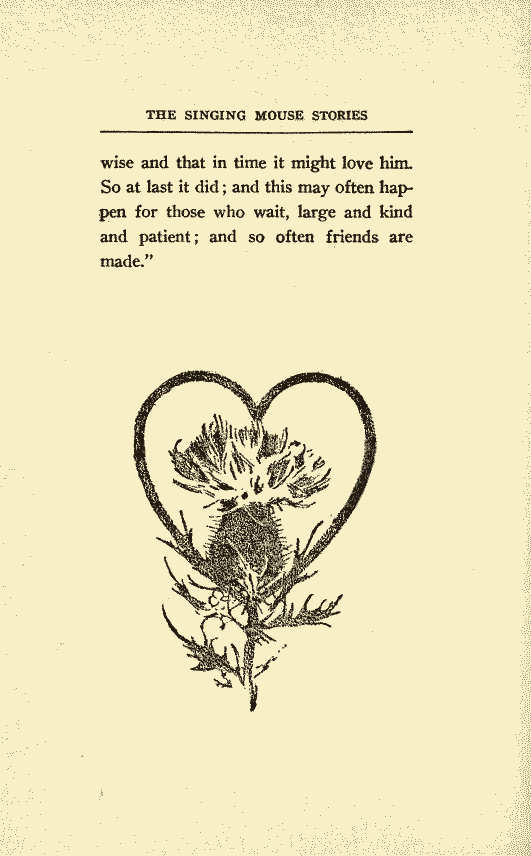 THE SINGING MOUSE STORIES
wise and that in time it might love him.
So at last it did; and this may often hap-
pen for those who wait, large and kind
and patient; and so often friends are
made.”